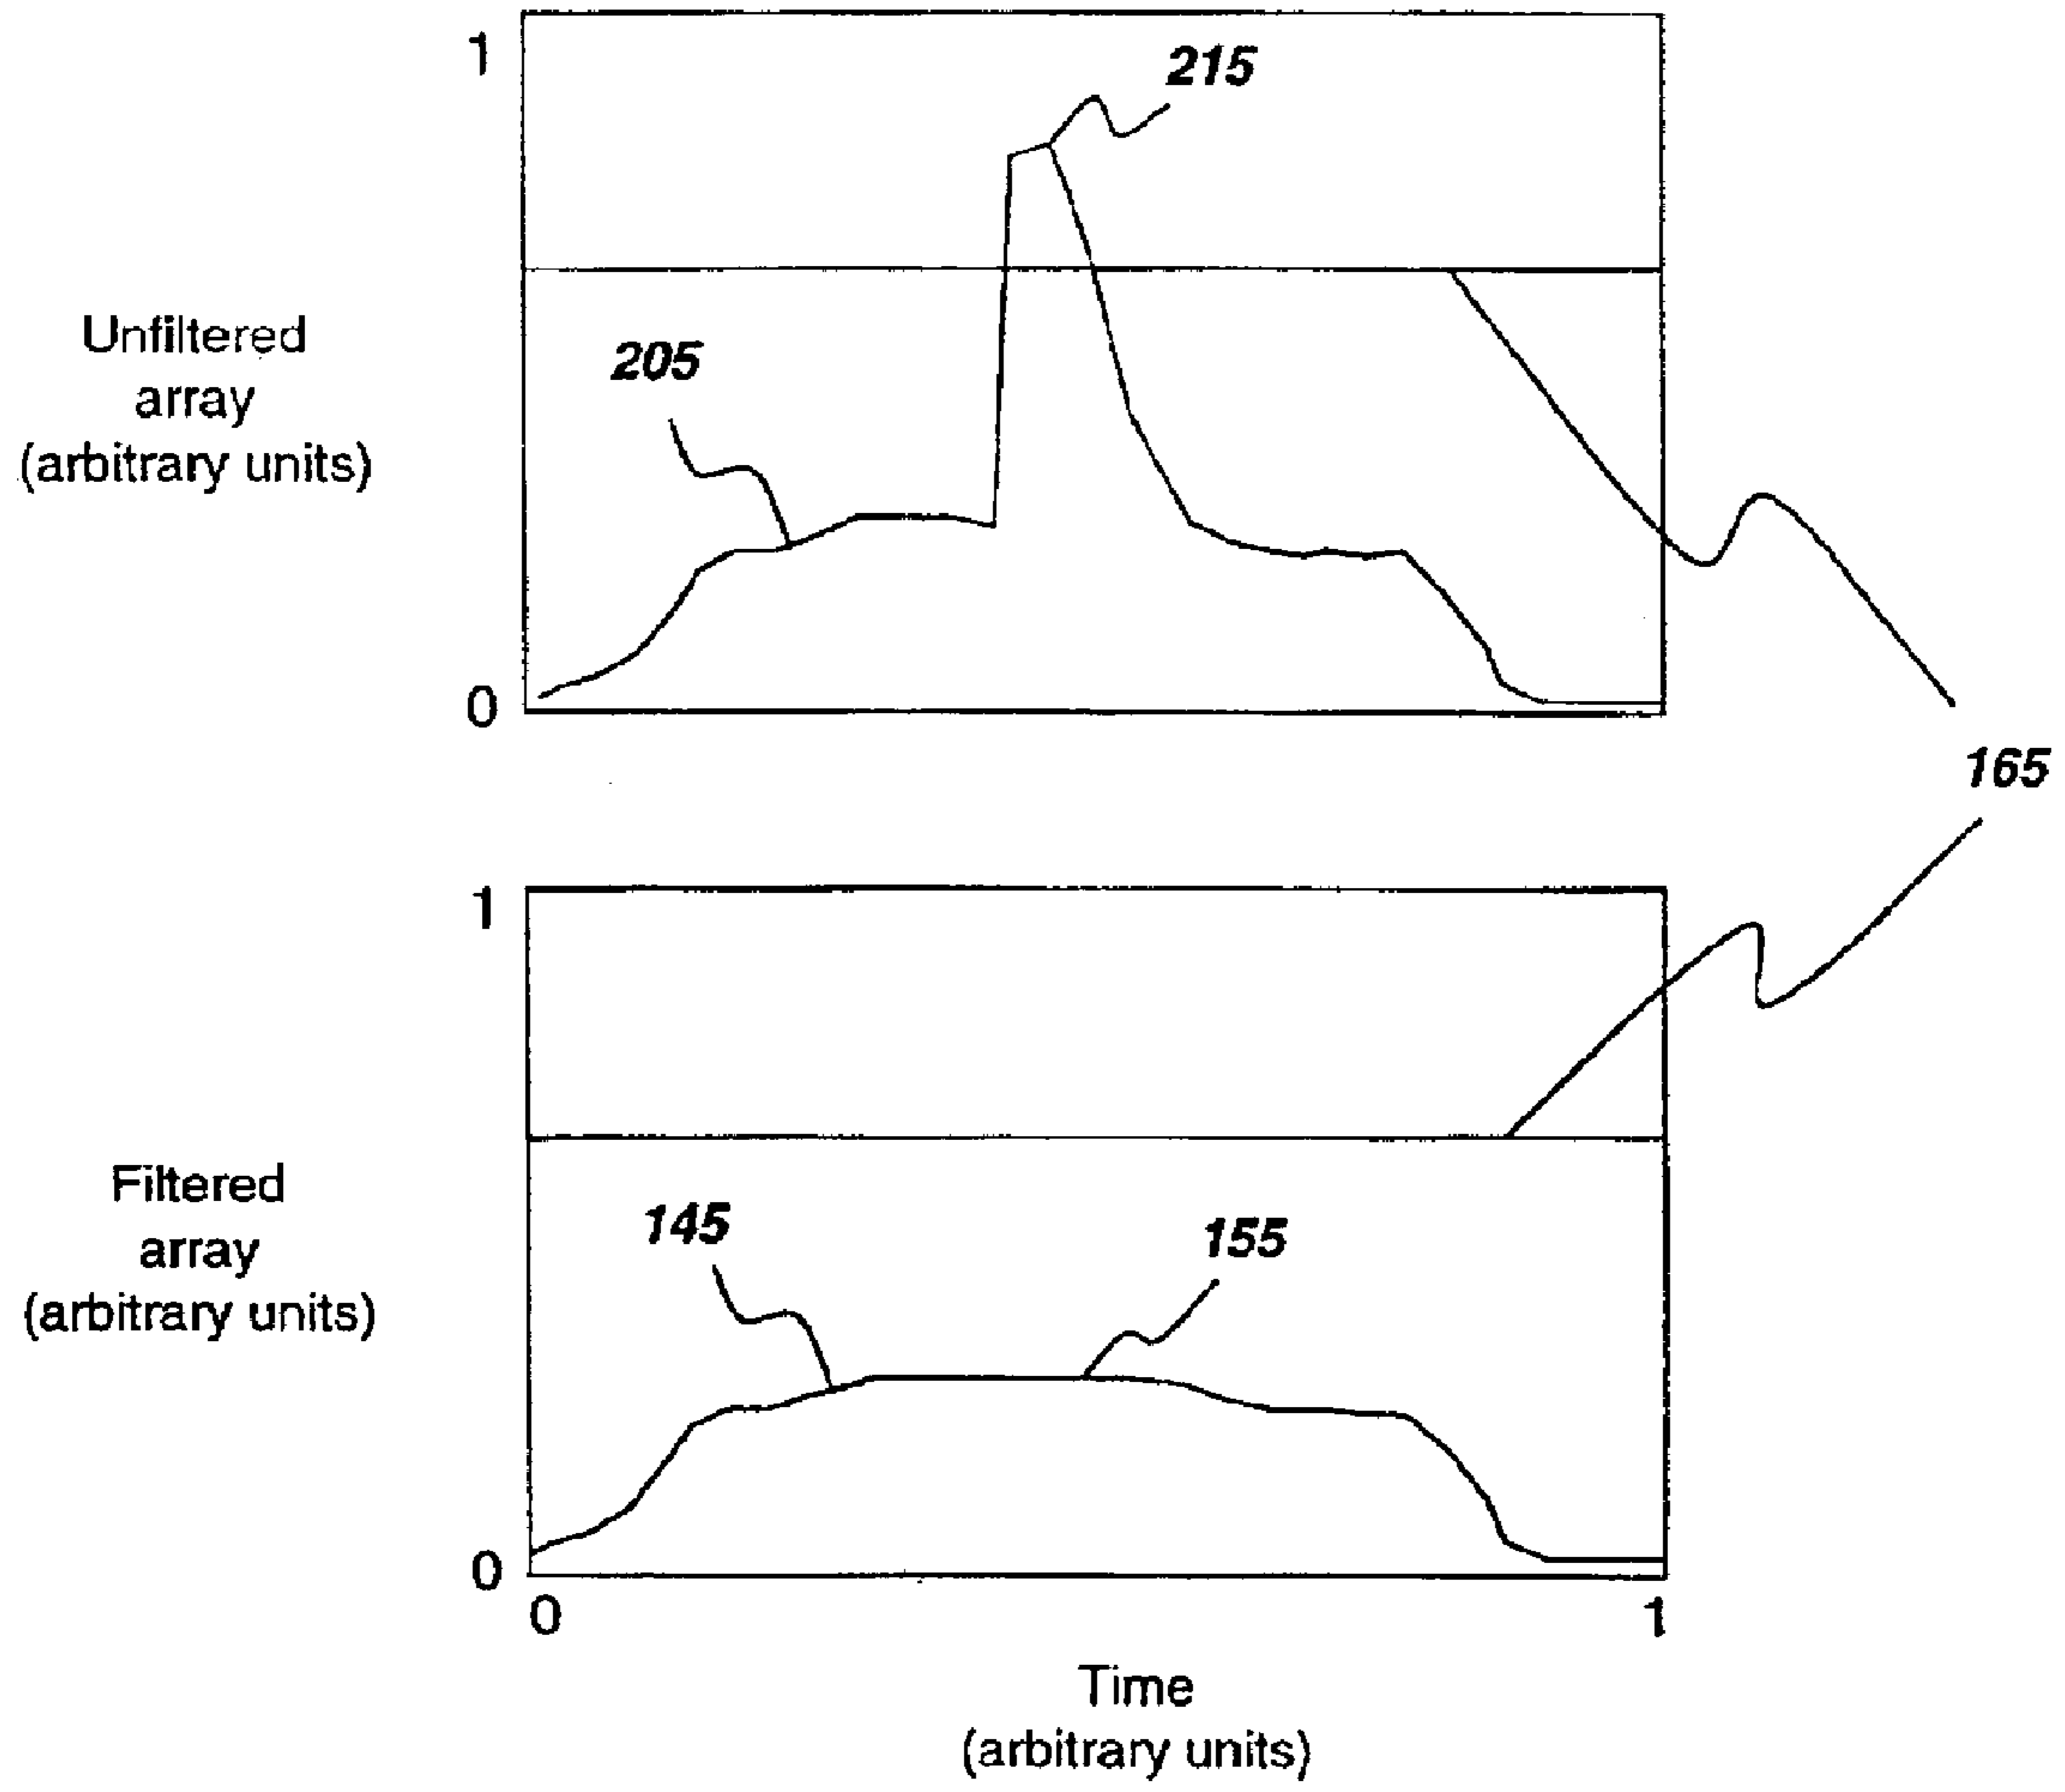 1
215
Unfiltered
array
(arbitrary units)
205
0
165
1
Filtered
array
(arbitrary units)
145
155
0
0
1
Time
(arbitrary units)